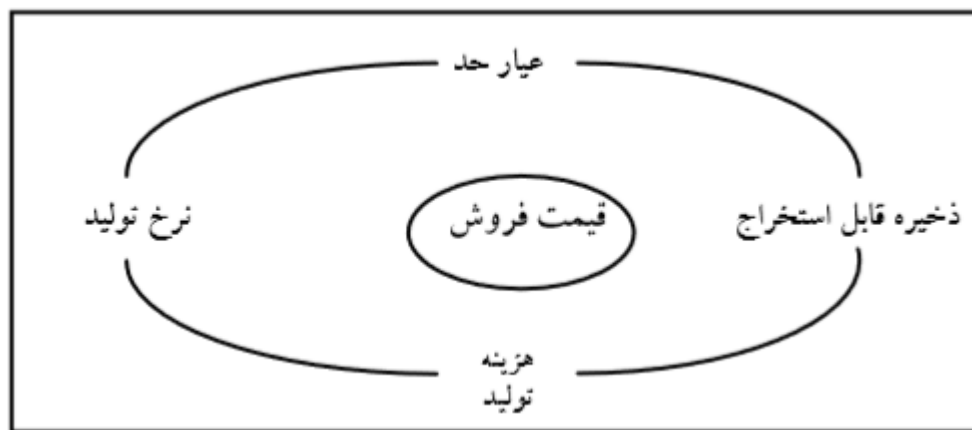 عیار حد
ذخیره قابل استخراج
قیمت فروش
نرخ تولید
هزینه
تولید